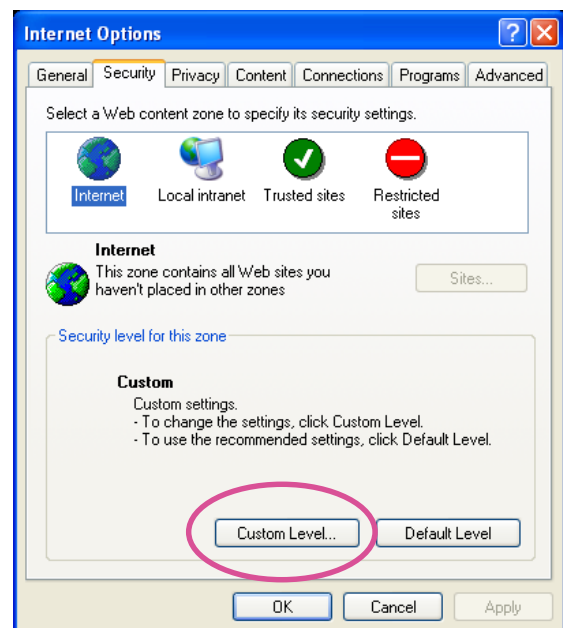 Internet Options
General Security Privacy Content Connections Programs Advanced
Select a Web content zone to specify its security settings.
Internet Local intranet Trusted sites Restricted sites
Internet
This zone contains all Web sites you
haven't placed in other zones
Sites...
Security level for this zone
Custom
Custom settings.
- To change the settings, click Custom Level.
- To use the recommended settings, click Default Level.
Custom Level... Default Level
OK Cancel Apply